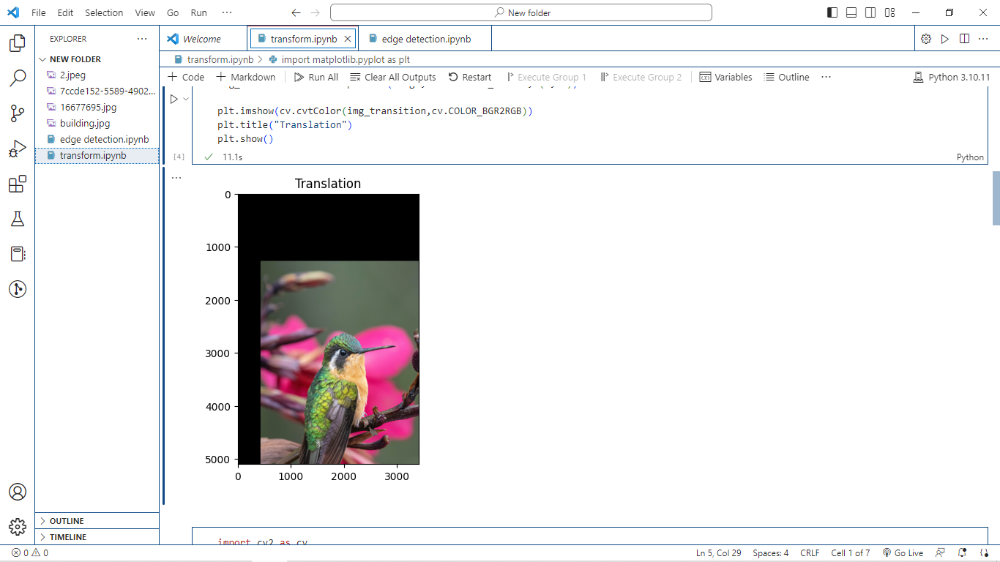 File Edit Selection View Go Run ··· New folder
EXPLORER ···
NEW FOLDER
2.jpeg
7ccde152-5589-4902...
16677695.jpg
building.jpg
edge detection.ipynb
transform.ipynb
OUTLINE
TIMELINE
Welcome transform.ipynb edge detection.ipynb
transform.ipynb > import matplotlib.pyplot as plt
+ Code + Markdown Run All Clear All Outputs Restart Execute Group 1 Execute Group 2 Variables Outline ··· Python 3.10.11
plt.imshow(cv.cvtColor(img_transition,cv.COLOR_BGR2RGB))
plt.title("Translation")
plt.show()
[4] 11.1s Python
Translation
0
1000
2000
3000
4000
5000
0 1000 2000 3000
import cv2 as cv
0 0 Ln 5, Col 29 Spaces: 4 CRLF Cell 1 of 7 Go Live